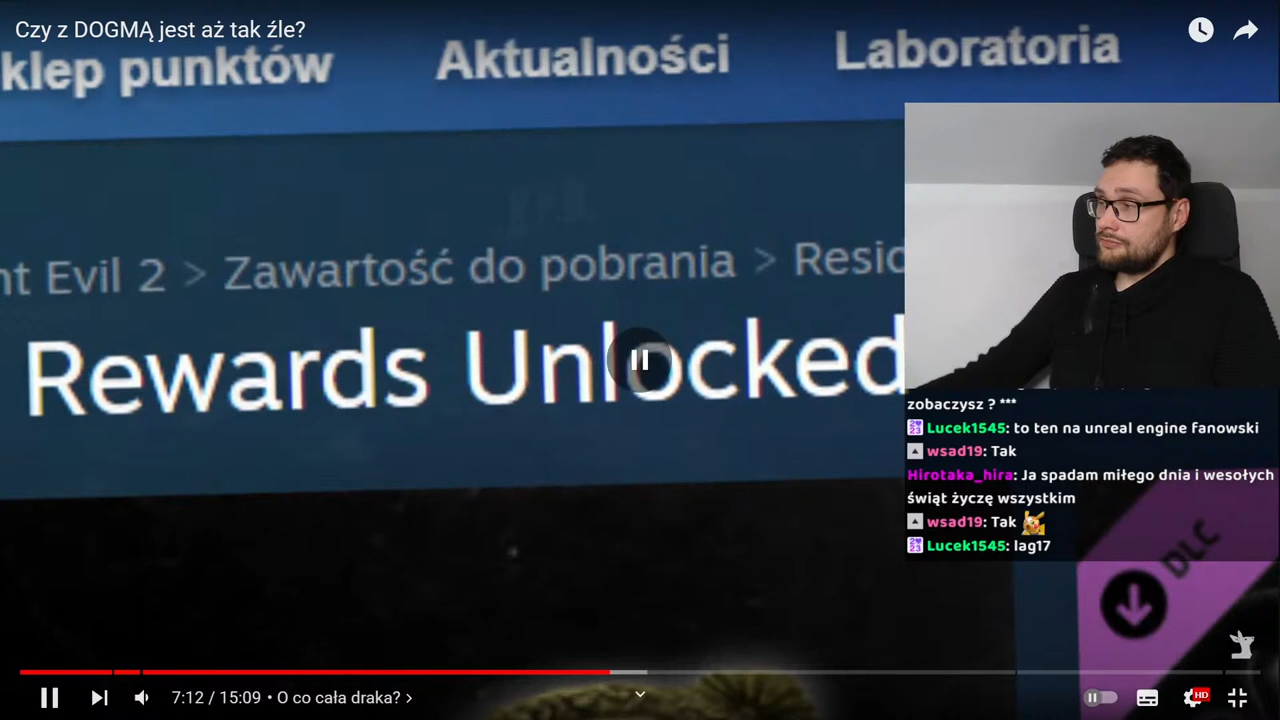 Czy z DOGMĄ jest aż tak źle?
klep punktów Aktualności Laboratoria
nt Evil 2 > Zawartość do pobrania > Resid
Rewards Unlocked
zobaczysz ? ***
Lucek1545: to ten na unreal engine fanowski
wsad19: Tak
Hirotaka_hira: Ja spadam miłego dnia i wesołych
świąt życzę wszystkim
wsad19: Tak
Lucek1545: lag17
DLC
7:12 / 15:09 • O co cała draka? >
HD